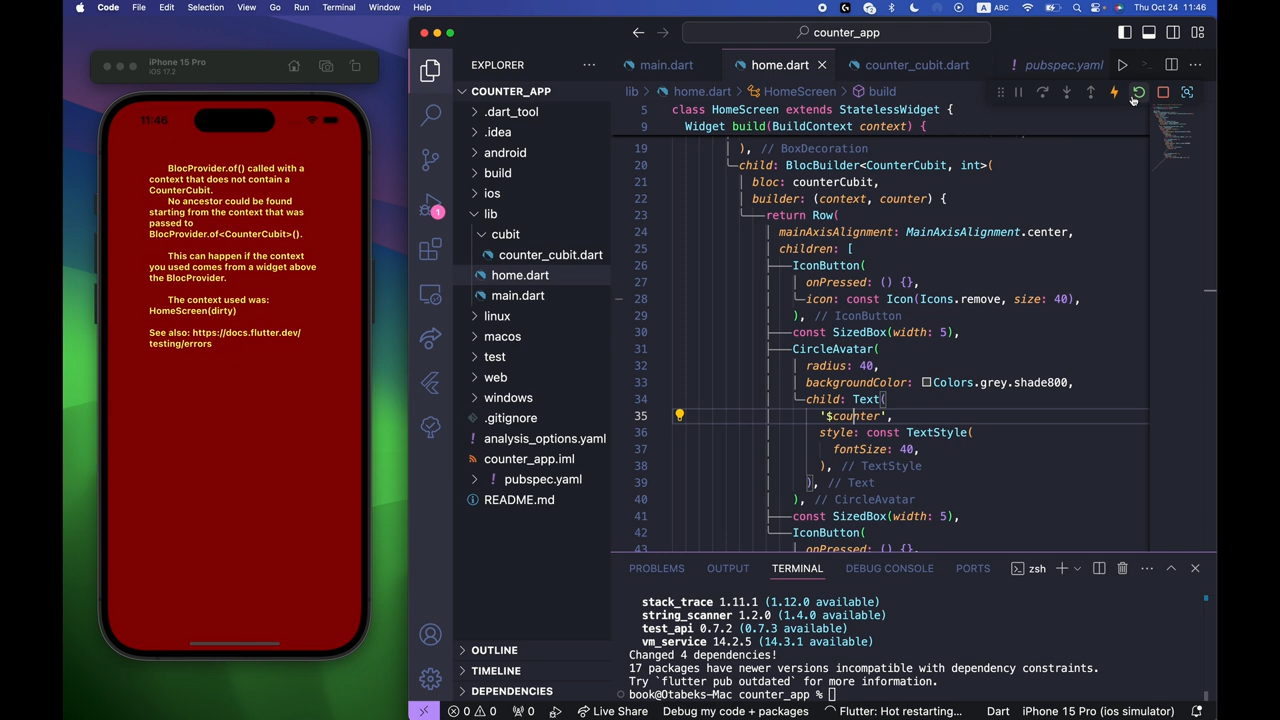 Code File Edit Selection View Go Run Terminal Window Help
ABC Thu Oct 24 11:46
iPhone 15 Pro
iOS 17.2
11:46
BlocProvider.of() called with a
context that does not contain a
CounterCubit.
No ancestor could be found
starting from the context that was
passed to
BlocProvider.of<CounterCubit>().
This can happen if the context
you used comes from a widget above
the BlocProvider.
The context used was:
HomeScreen(dirty)
See also: https://docs.flutter.dev/
testing/errors
counter_app
EXPLORER
COUNTER_APP
.dart_tool
.idea
android
build
ios
lib
cubit
counter_cubit.dart
home.dart
main.dart
linux
macos
test
web
windows
.gitignore
analysis_options.yaml
counter_app.iml
pubspec.yaml
README.md
OUTLINE
TIMELINE
DEPENDENCIES
1
main.dart home.dart counter_cubit.dart pubspec.yaml
lib > home.dart > HomeScreen > build
5 class HomeScreen extends StatelessWidget {
9 Widget build(BuildContext context) {
19 ), // BoxDecoration
20 child: BlocBuilder<CounterCubit, int>(
21 bloc: counterCubit,
22 builder: (context, counter) {
23 return Row(
24 mainAxisAlignment: MainAxisAlignment.center,
25 children: [
26 IconButton(
27 onPressed: () {},
28 icon: const Icon(Icons.remove, size: 40),
29 ), // IconButton
30 const SizedBox(width: 5),
31 CircleAvatar(
32 radius: 40,
33 backgroundColor: Colors.grey.shade800,
34 child: Text(
35 '$counter',
36 style: const TextStyle(
37 fontSize: 40,
38 ), // TextStyle
39 ), // Text
40 ), // CircleAvatar
41 const SizedBox(width: 5),
42 IconButton(
43 onPressed: () {},
PROBLEMS OUTPUT TERMINAL DEBUG CONSOLE PORTS zsh
stack_trace 1.11.1 (1.12.0 available)
string_scanner 1.2.0 (1.4.0 available)
test_api 0.7.2 (0.7.3 available)
vm_service 14.2.5 (14.3.1 available)
Changed 4 dependencies!
17 packages have newer versions incompatible with dependency constraints.
Try `flutter pub outdated` for more information.
book@Otabeks-Mac counter_app %
0 0 0 Live Share Debug my code + packages Flutter: Hot restarting... Dart iPhone 15 Pro (ios simulator)